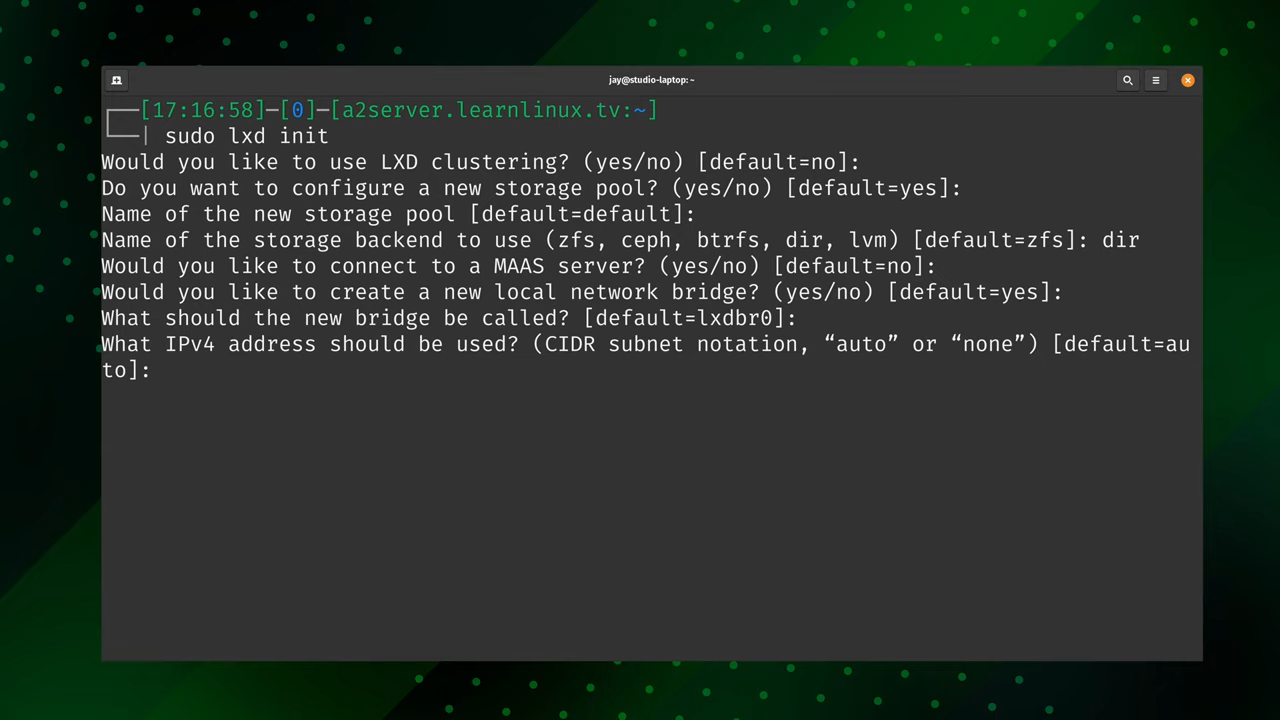 jay@studio-laptop: ~
┌──[17:16:58]─[0]─[a2server.learnlinux.tv:~]
└──| sudo lxd init
Would you like to use LXD clustering? (yes/no) [default=no]:
Do you want to configure a new storage pool? (yes/no) [default=yes]:
Name of the new storage pool [default=default]:
Name of the storage backend to use (zfs, ceph, btrfs, dir, lvm) [default=zfs]: dir
Would you like to connect to a MAAS server? (yes/no) [default=no]:
Would you like to create a new local network bridge? (yes/no) [default=yes]:
What should the new bridge be called? [default=lxdbr0]:
What IPv4 address should be used? (CIDR subnet notation, “auto” or “none”) [default=au
to]: